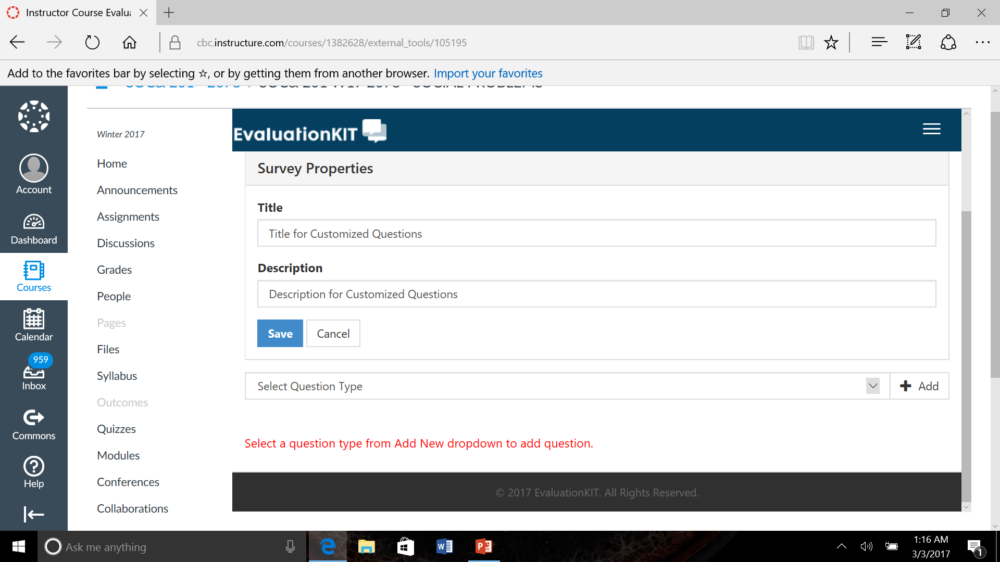 Instructor Course Evalu
cbc.instructure.com/courses/1382628/external_tools/105195
Add to the favorites bar by selecting ☆, or by getting them from another browser. Import your favorites
Account
Dashboard
Courses
Calendar
959
Inbox
Commons
Help
Winter 2017
Home
Announcements
Assignments
Discussions
Grades
People
Pages
Files
Syllabus
Outcomes
Quizzes
Modules
Conferences
Collaborations
EvaluationKIT
Survey Properties
Title
Title for Customized Questions
Description
Description for Customized Questions
Save Cancel
Select Question Type
Add
Select a question type from Add New dropdown to add question.
© 2017 EvaluationKIT. All Rights Reserved.
Ask me anything
1:16 AM
3/3/2017
1